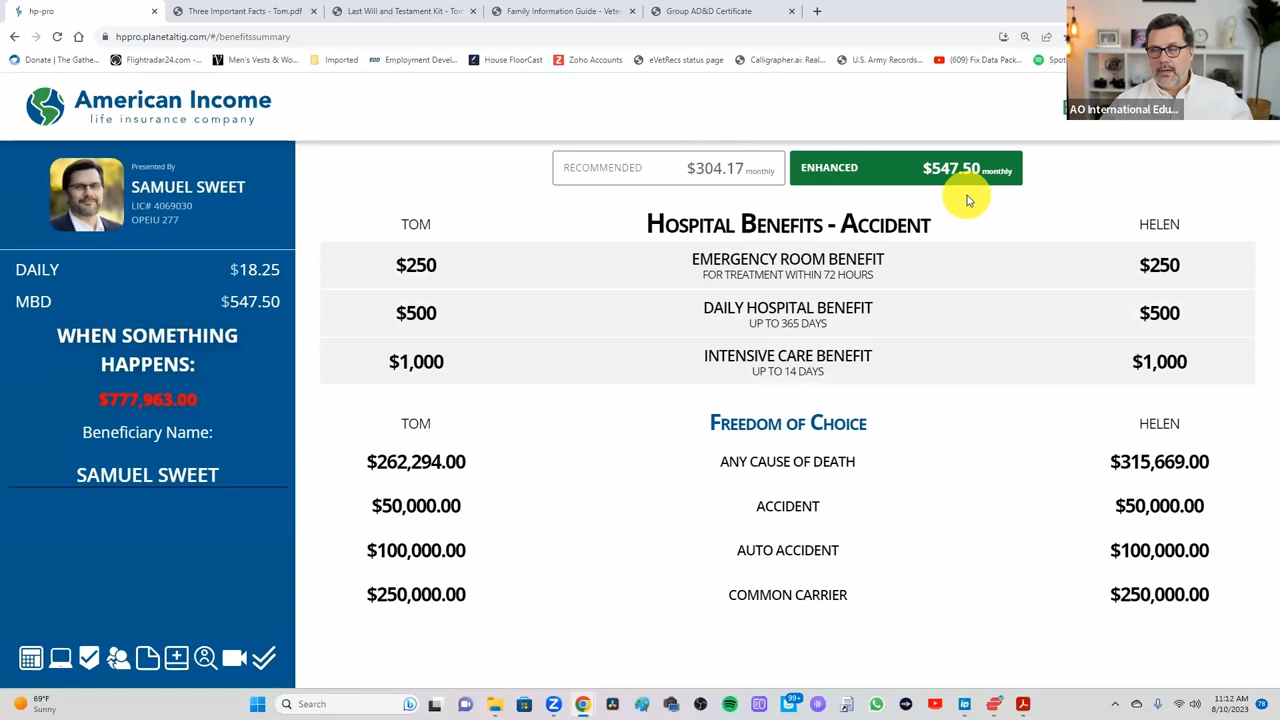 hp-pro
Three Important Facts - Tom.pdf
Last Will and Testament Kit - Too
Family Information Guide - Veter
Group AD&D Certificate
hppro.planetaltig.com/#/benefitssummary
Donate | The Gathe...
Flightradar24.com -...
Men's Vests & Wo...
Imported
EDD
Employment Devel...
House FloorCast
Zoho Accounts
eVetRecs status page
Calligrapher.ai: Real...
U.S. Army Records...
(609) Fix Data Pack...
Spot
AO International Edu...
American Income
life insurance company
Presented By
SAMUEL SWEET
LIC# 4069030
OPEIU 277
DAILY $18.25
MBD $547.50
WHEN SOMETHING
HAPPENS:
$777,963.00
Beneficiary Name:
SAMUEL SWEET
RECOMMENDED $304.17 monthly
ENHANCED $547.50 monthly
TOM HOSPITAL BENEFITS - ACCIDENT HELEN
$250 EMERGENCY ROOM BENEFIT $250
FOR TREATMENT WITHIN 72 HOURS
$500 DAILY HOSPITAL BENEFIT $500
UP TO 365 DAYS
$1,000 INTENSIVE CARE BENEFIT $1,000
UP TO 14 DAYS
TOM FREEDOM OF CHOICE HELEN
$262,294.00 ANY CAUSE OF DEATH $315,669.00
$50,000.00 ACCIDENT $50,000.00
$100,000.00 AUTO ACCIDENT $100,000.00
$250,000.00 COMMON CARRIER $250,000.00
69°F
Sunny
Search
99+
11:12 AM
8/10/2023
78